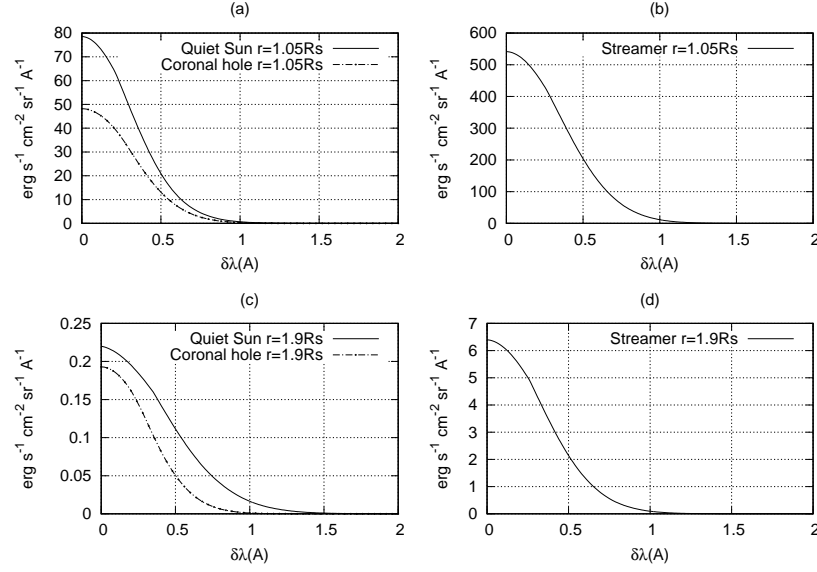 (a)
80
70
60
50
40
30
20
10
0
0 0.5 1 1.5 2
erg s⁻¹ cm⁻² sr⁻¹ A⁻¹
δλ(A)
Quiet Sun r=1.05Rs
Coronal hole r=1.05Rs
(b)
600
500
400
300
200
100
0
0 0.5 1 1.5 2
erg s⁻¹ cm⁻² sr⁻¹ A⁻¹
δλ(A)
Streamer r=1.05Rs
(c)
0.25
0.2
0.15
0.1
0.05
0
0 0.5 1 1.5 2
erg s⁻¹ cm⁻² sr⁻¹ A⁻¹
δλ(A)
Quiet Sun r=1.9Rs
Coronal hole r=1.9Rs
(d)
7
6
5
4
3
2
1
0
0 0.5 1 1.5 2
erg s⁻¹ cm⁻² sr⁻¹ A⁻¹
δλ(A)
Streamer r=1.9Rs